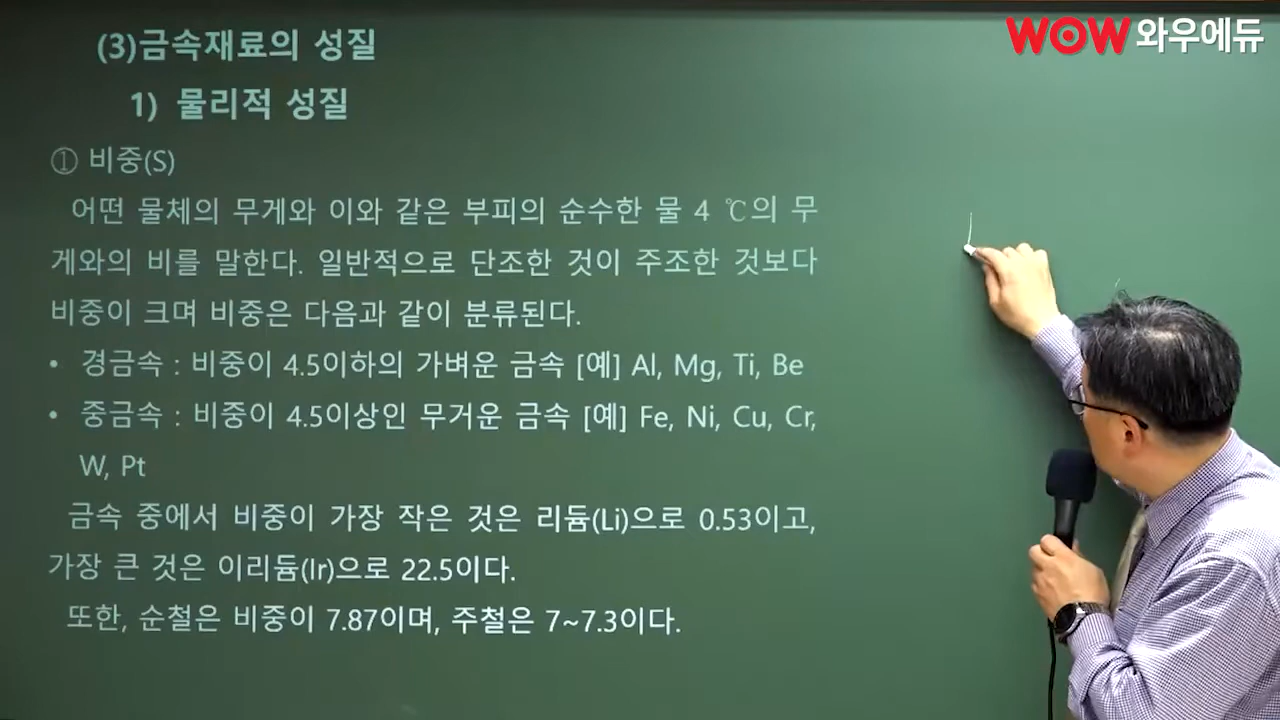 WOW 와우에듀
(3)금속재료의 성질
1) 물리적 성질
① 비중(S)
어떤 물체의 무게와 이와 같은 부피의 순수한 물 4 ℃의 무
게와의 비를 말한다. 일반적으로 단조한 것이 주조한 것보다
비중이 크며 비중은 다음과 같이 분류된다.
• 경금속 : 비중이 4.5이하의 가벼운 금속 [예] Al, Mg, Ti, Be
• 중금속 : 비중이 4.5이상인 무거운 금속 [예] Fe, Ni, Cu, Cr,
W, Pt
금속 중에서 비중이 가장 작은 것은 리듐(Li)으로 0.53이고,
가장 큰 것은 이리듐(Ir)으로 22.5이다.
또한, 순철은 비중이 7.87이며, 주철은 7~7.3이다.